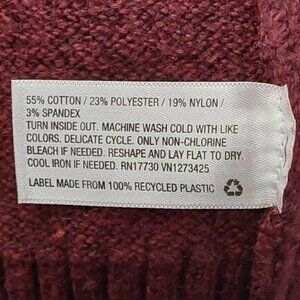 55% COTTON / 23% POLYESTER / 19% NYLON /
3% SPANDEX
TURN INSIDE OUT. MACHINE WASH COLD WITH LIKE
COLORS. DELICATE CYCLE. ONLY NON-CHLORINE
BLEACH IF NEEDED. RESHAPE AND LAY FLAT TO DRY.
COOL IRON IF NEEDED. RN17730 VN1273425
LABEL MADE FROM 100% RECYCLED PLASTIC